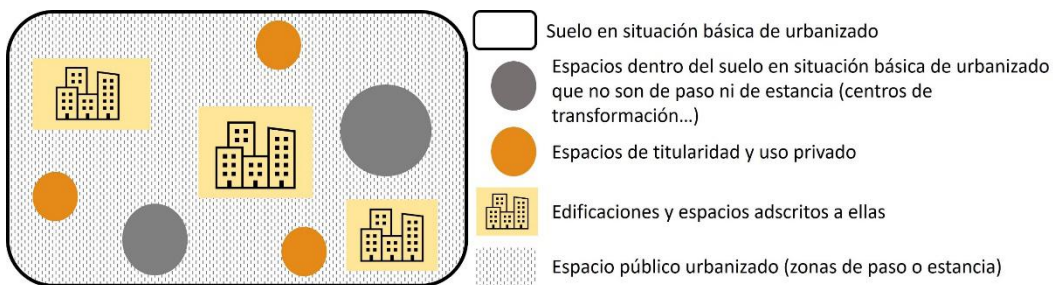 Suelo en situación básica de urbanizado
Espacios dentro del suelo en situación básica de urbanizado
que no son de paso ni de estancia (centros de
transformación...)
Espacios de titularidad y uso privado
Edificaciones y espacios adscritos a ellas
Espacio público urbanizado (zonas de paso o estancia)